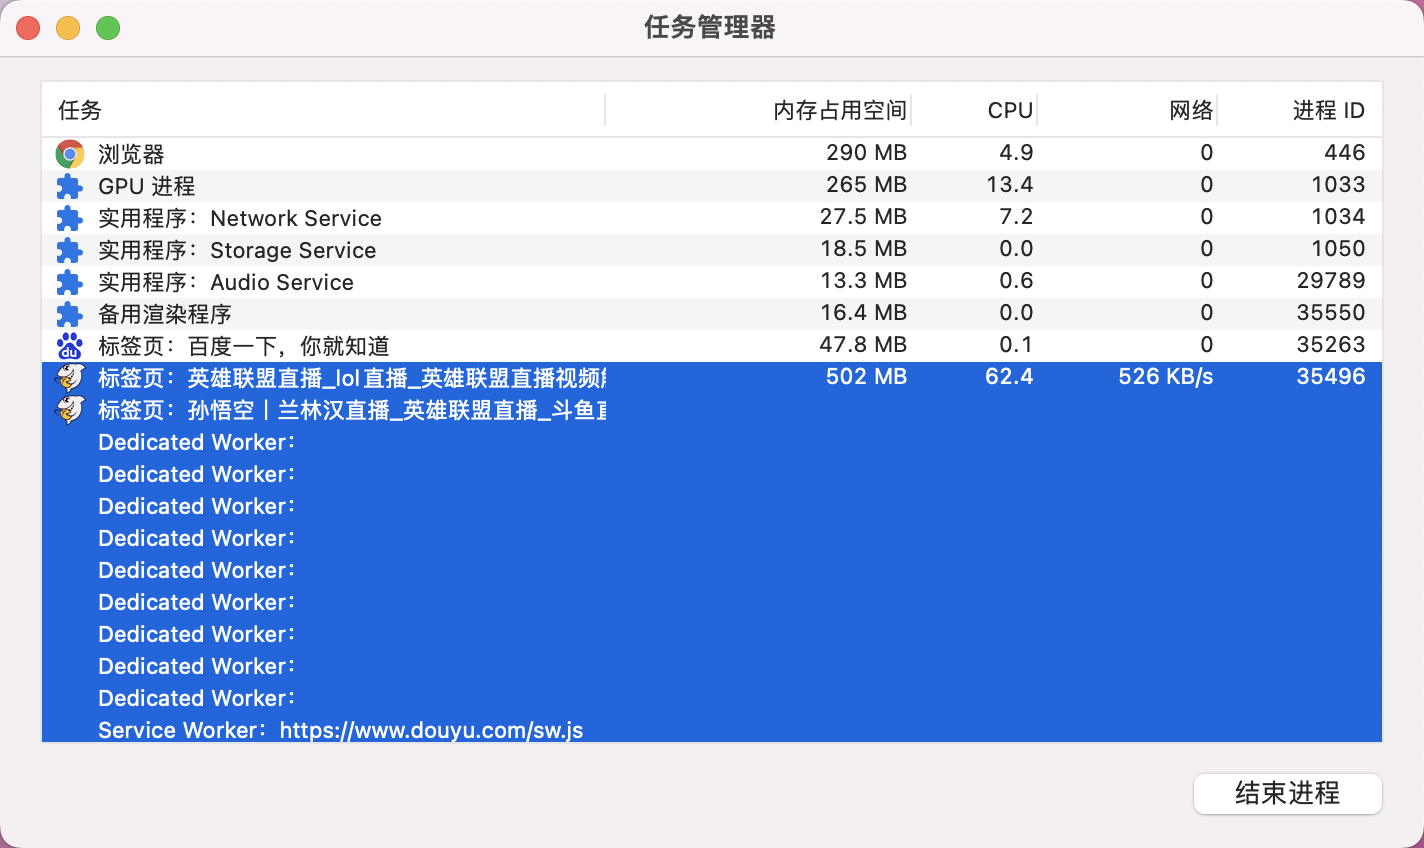 任务管理器
任务 内存占用空间 CPU 网络 进程 ID
浏览器 290 MB 4.9 0 446
GPU 进程 265 MB 13.4 0 1033
实用程序：Network Service 27.5 MB 7.2 0 1034
实用程序：Storage Service 18.5 MB 0.0 0 1050
实用程序：Audio Service 13.3 MB 0.6 0 29789
备用渲染程序 16.4 MB 0.0 0 35550
du 标签页：百度一下，你就知道 47.8 MB 0.1 0 35263
标签页：英雄联盟直播_lol直播_英雄联盟直播视频 502 MB 62.4 526 KB/s 35496
标签页：孙悟空丨兰林汉直播_英雄联盟直播_斗鱼
Dedicated Worker：
Dedicated Worker：
Dedicated Worker：
Dedicated Worker：
Dedicated Worker：
Dedicated Worker：
Dedicated Worker：
Dedicated Worker：
Dedicated Worker：
Service Worker：https://www.douyu.com/sw.js
结束进程